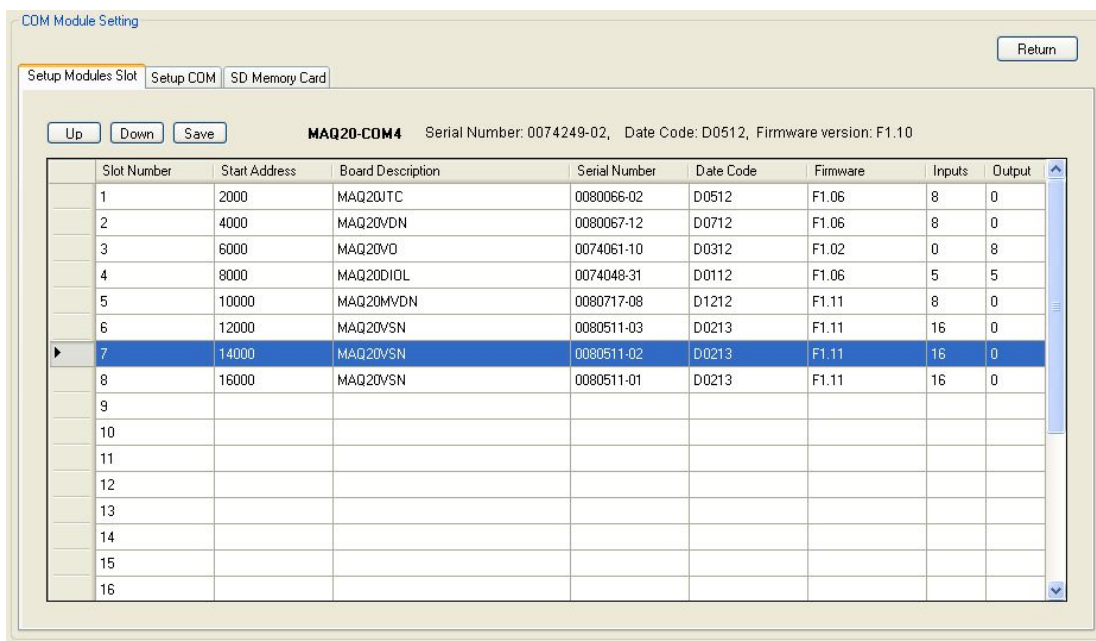 COM Module Setting
Return
Setup Modules Slot Setup COM SD Memory Card
Up Down Save MAQ20-COM4 Serial Number: 0074249-02, Date Code: D0512, Firmware version: F1.10
Slot Number Start Address Board Description Serial Number Date Code Firmware Inputs Output
1 2000 MAQ20JTC 0080066-02 D0512 F1.06 8 0
2 4000 MAQ20VDN 0080067-12 D0712 F1.06 8 0
3 6000 MAQ20VO 0074061-10 D0312 F1.02 0 8
4 8000 MAQ20DIOL 0074048-31 D0112 F1.06 5 5
5 10000 MAQ20MVDN 0080717-08 D1212 F1.11 8 0
6 12000 MAQ20VSN 0080511-03 D0213 F1.11 16 0
7 14000 MAQ20VSN 0080511-02 D0213 F1.11 16 0
8 16000 MAQ20VSN 0080511-01 D0213 F1.11 16 0
9
10
11
12
13
14
15
16